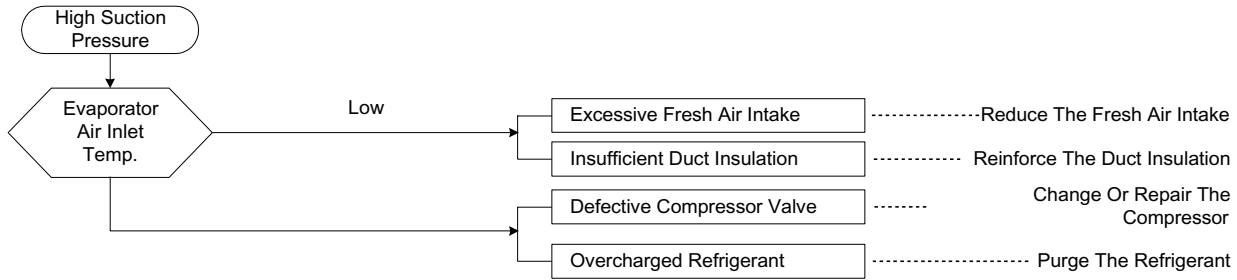 High Suction
Pressure
Evaporator
Air Inlet
Temp.
Low
Excessive Fresh Air Intake
Reduce The Fresh Air Intake
Insufficient Duct Insulation
Reinforce The Duct Insulation
Defective Compressor Valve
Change Or Repair The
Compressor
Overcharged Refrigerant
Purge The Refrigerant